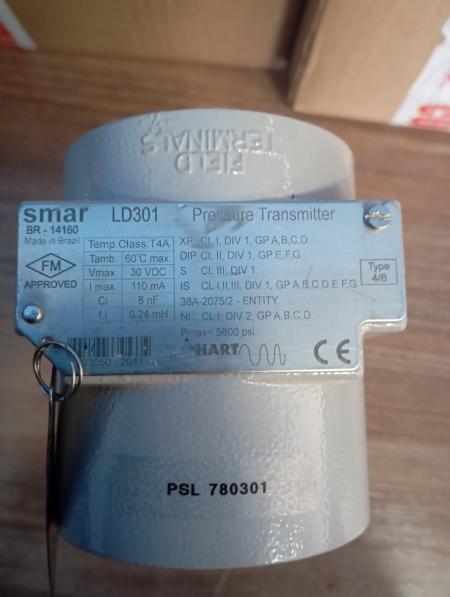 FIELD
TERMINALS
smar LD301 Pressure Transmitter
BR - 14160
Made in Brazil
FM
APPROVED
Temp.Class: T4A
Tamb. 60°C max
Vmax 30 VDC
I max. 110 mA
Ci 8 nF
Li 0.24 mH
XP CL I, DIV 1, GP A,B,C,D.
DIP CL II, DIV 1, GP E,F,G
S CL III, DIV 1
IS CL I,II,III, DIV 1, GP A,B,C,D,E,F,G
38A-2075/2 - ENTITY.
NI CL I, DIV 2, GP A,B,C,D
Pmax= 5800 psi.
Type
4/6
HART
CE
PSL 780301